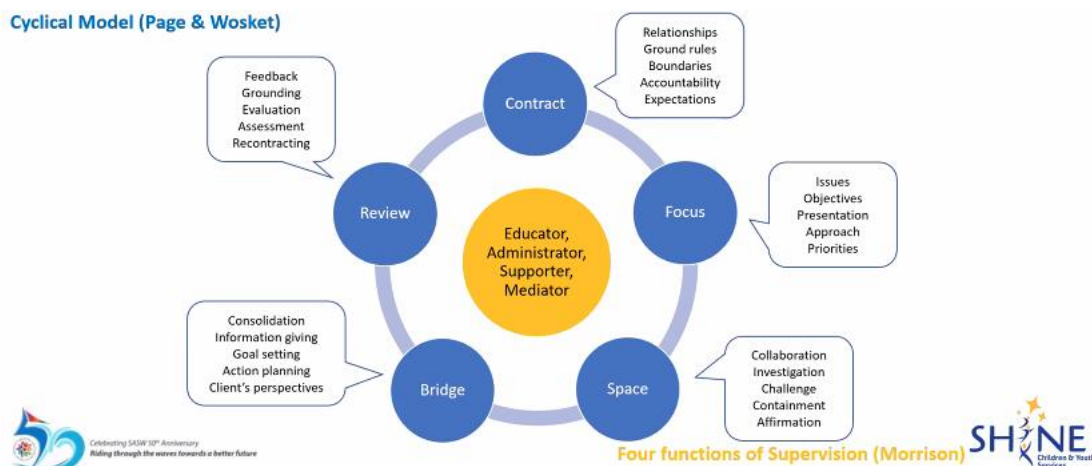 Cyclical Model (Page & Wosket)
Contract
Relationships
Ground rules
Boundaries
Accountability
Expectations
Focus
Issues
Objectives
Presentation
Approach
Priorities
Space
Collaboration
Investigation
Challenge
Containment
Affirmation
Bridge
Consolidation
Information giving
Goal setting
Action planning
Client's perspectives
Review
Feedback
Grounding
Evaluation
Assessment
Recontracting
Educator,
Administrator,
Supporter,
Mediator
Celebrating SASW 50th Anniversary
Riding through the waves towards a better future
Four functions of Supervision (Morrison)
SHINE
Children & Youth
Services